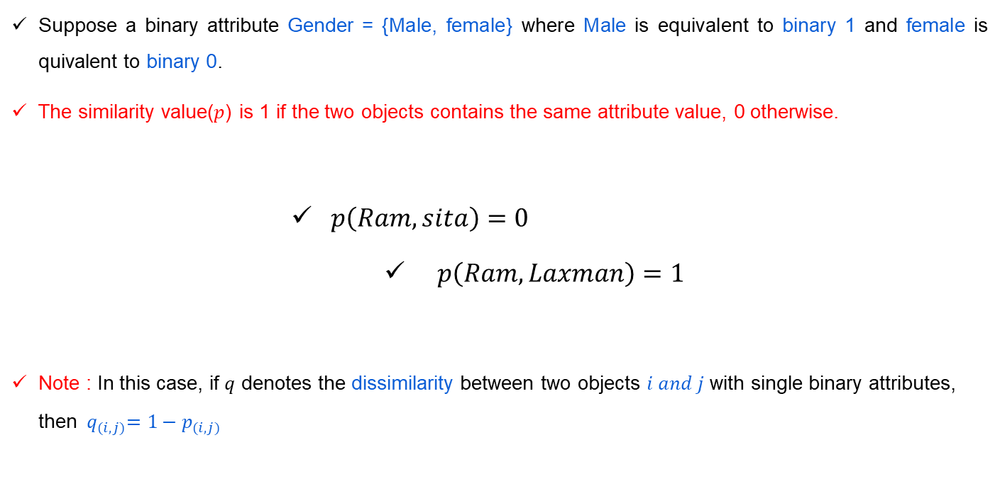 ✓ Suppose a binary attribute Gender = {Male, female} where Male is equivalent to binary 1 and female is
quivalent to binary 0.
✓ The similarity value(𝑝) is 1 if the two objects contains the same attribute value, 0 otherwise.
✓ 𝑝(𝑅𝑎𝑚, 𝑠𝑖𝑡𝑎) = 0
✓ 𝑝(𝑅𝑎𝑚, 𝐿𝑎𝑥𝑚𝑎𝑛) = 1
✓ Note : In this case, if 𝑞 denotes the dissimilarity between two objects 𝑖 𝑎𝑛𝑑 𝑗 with single binary attributes,
then 𝑞₍𝑖,𝑗₎= 1 − 𝑝₍𝑖,𝑗₎